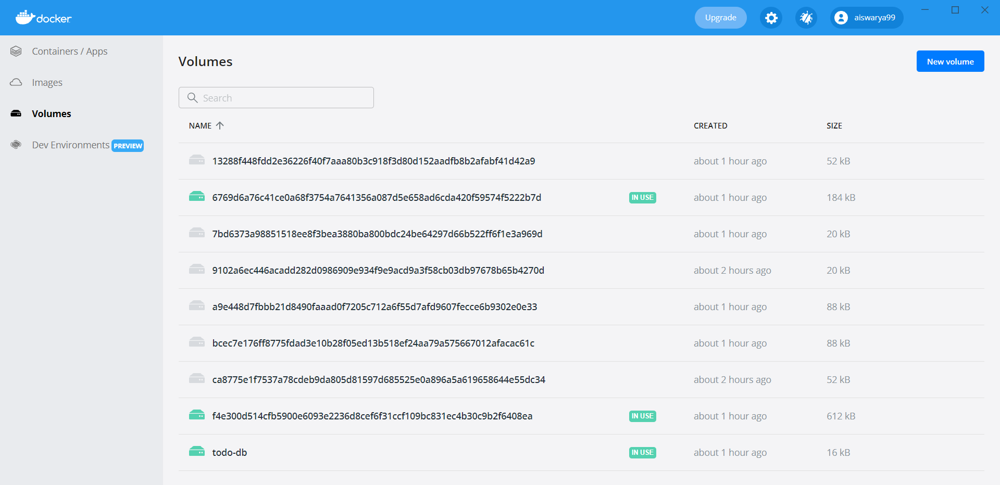 docker
Upgrade
aiswarya99
Containers / Apps
Images
Volumes
Dev Environments PREVIEW
Volumes
New volume
Search
NAME CREATED SIZE
13288f448fdd2e36226f40f7aaa80b3c918f3d80d152aadfb8b2afabf41d42a9 about 1 hour ago 52 kB
6769d6a76c41ce0a68f3754a7641356a087d5e658ad6cda420f59574f5222b7d IN USE about 1 hour ago 184 kB
7bd6373a98851518ee8f3bea3880ba800bdc24be64297d66b522ff6f1e3a969d about 1 hour ago 20 kB
9102a6ec446acadd282d0986909e934f9e9acd9a3f58cb03db97678b65b4270d about 2 hours ago 20 kB
a9e448d7fbbb21d8490faaad0f7205c712a6f55d7afd9607fecce6b9302e0e33 about 1 hour ago 88 kB
bcec7e176ff8775fdad3e10b28f05ed13b518ef24aa79a575667012afacac61c about 1 hour ago 88 kB
ca8775e1f7537a78cdeb9da805d81597d685525e0a896a5a619658644e55dc34 about 2 hours ago 52 kB
f4e300d514cfb5900e6093e2236d8cef6f31ccf109bc831ec4b30c9b2f6408ea IN USE about 1 hour ago 612 kB
todo-db IN USE about 1 hour ago 16 kB